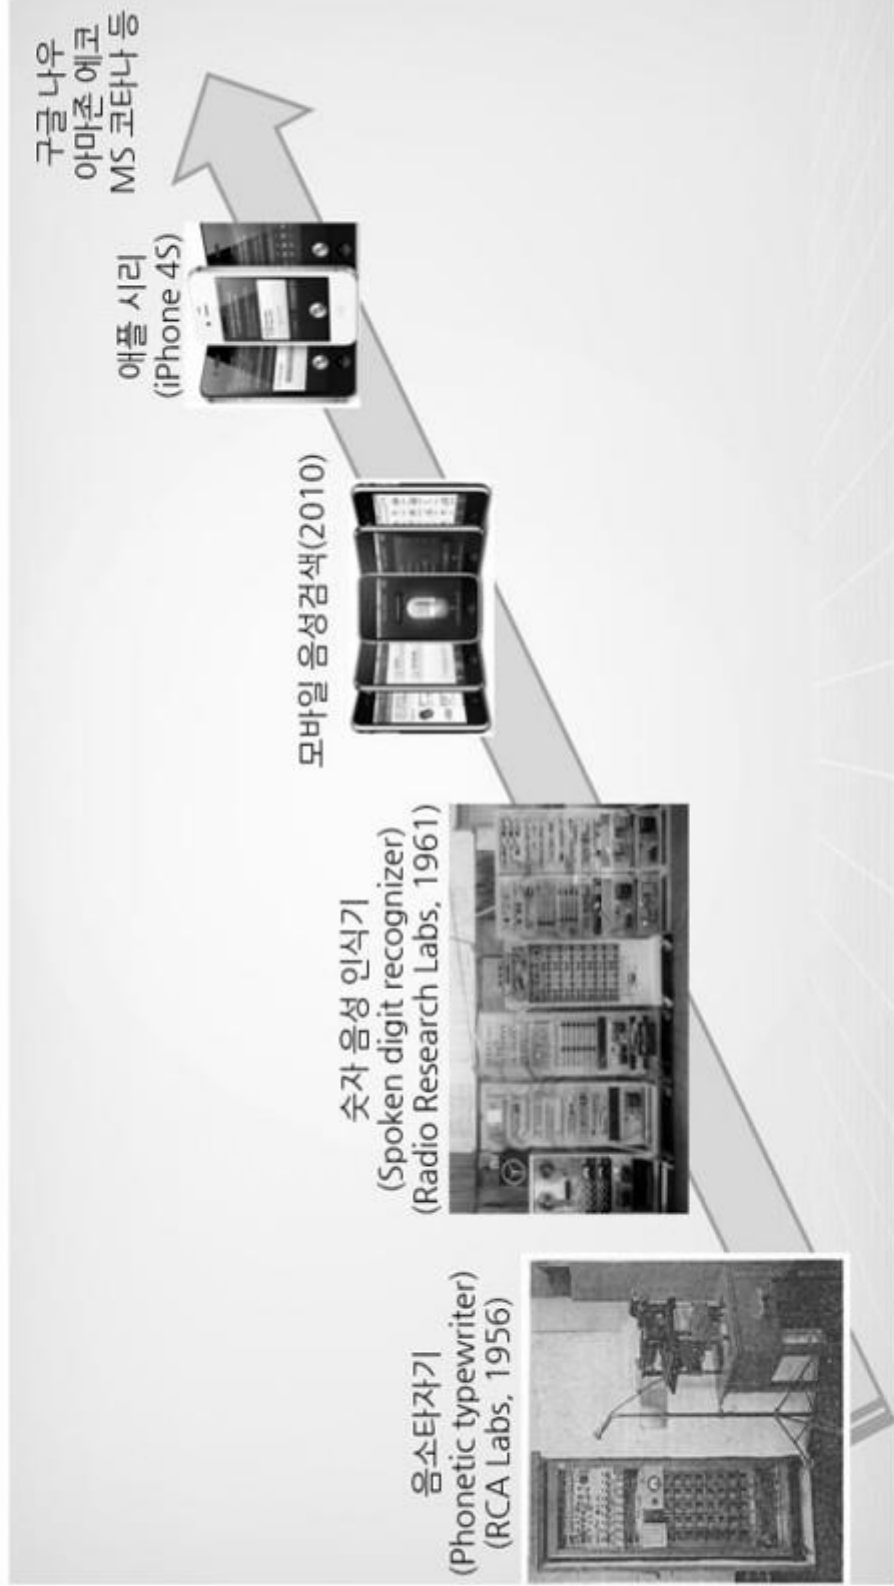 음소타자기
(Phonetic typewriter)
(RCA Labs, 1956)
숫자 음성 인식기
(Spoken digit recognizer)
(Radio Research Labs, 1961)
모바일 음성검색(2010)
애플 시리
(iPhone 4S)
구글 나우
아마존 에코
MS 코타나 등